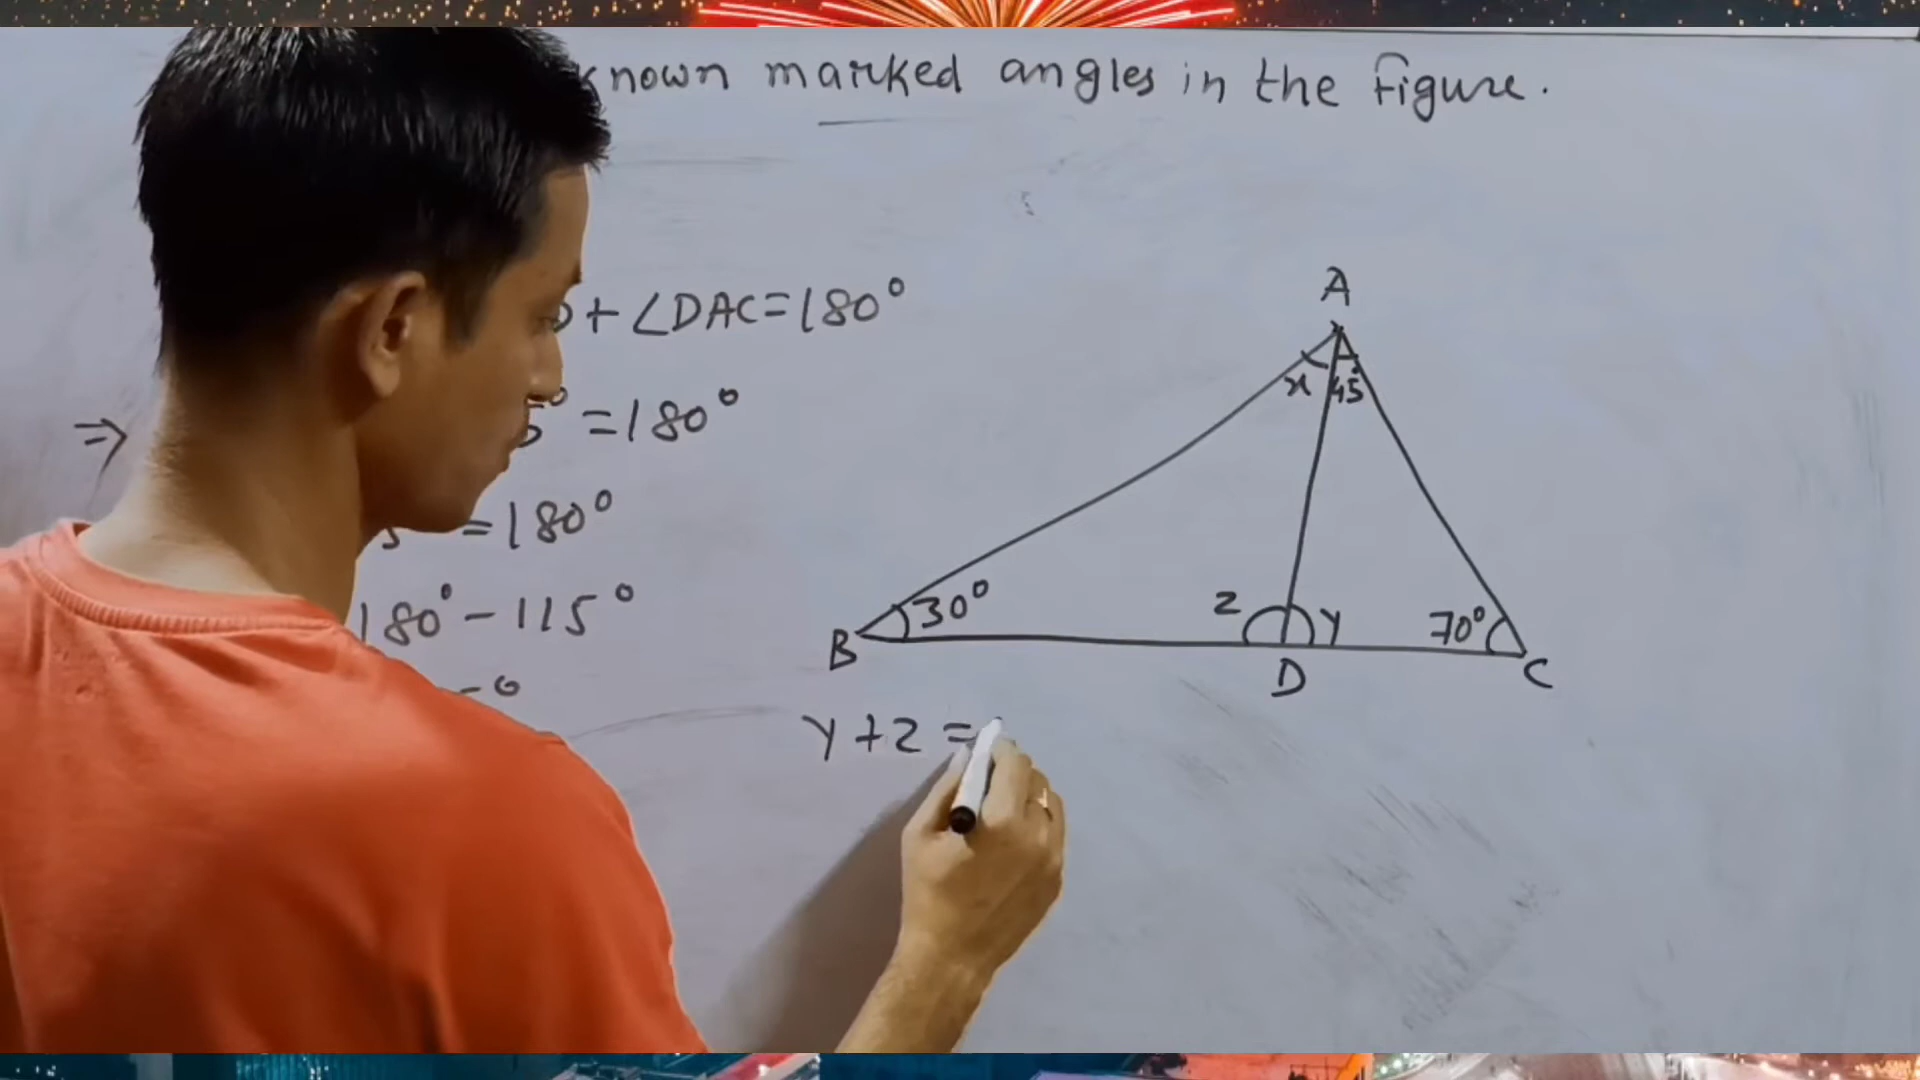 known marked angles in the figure.
+ ∠DAC=180°
⇒ =180°
=180°
180°-115°
A
x 45°
30° z y 70°
B D C
y+z =